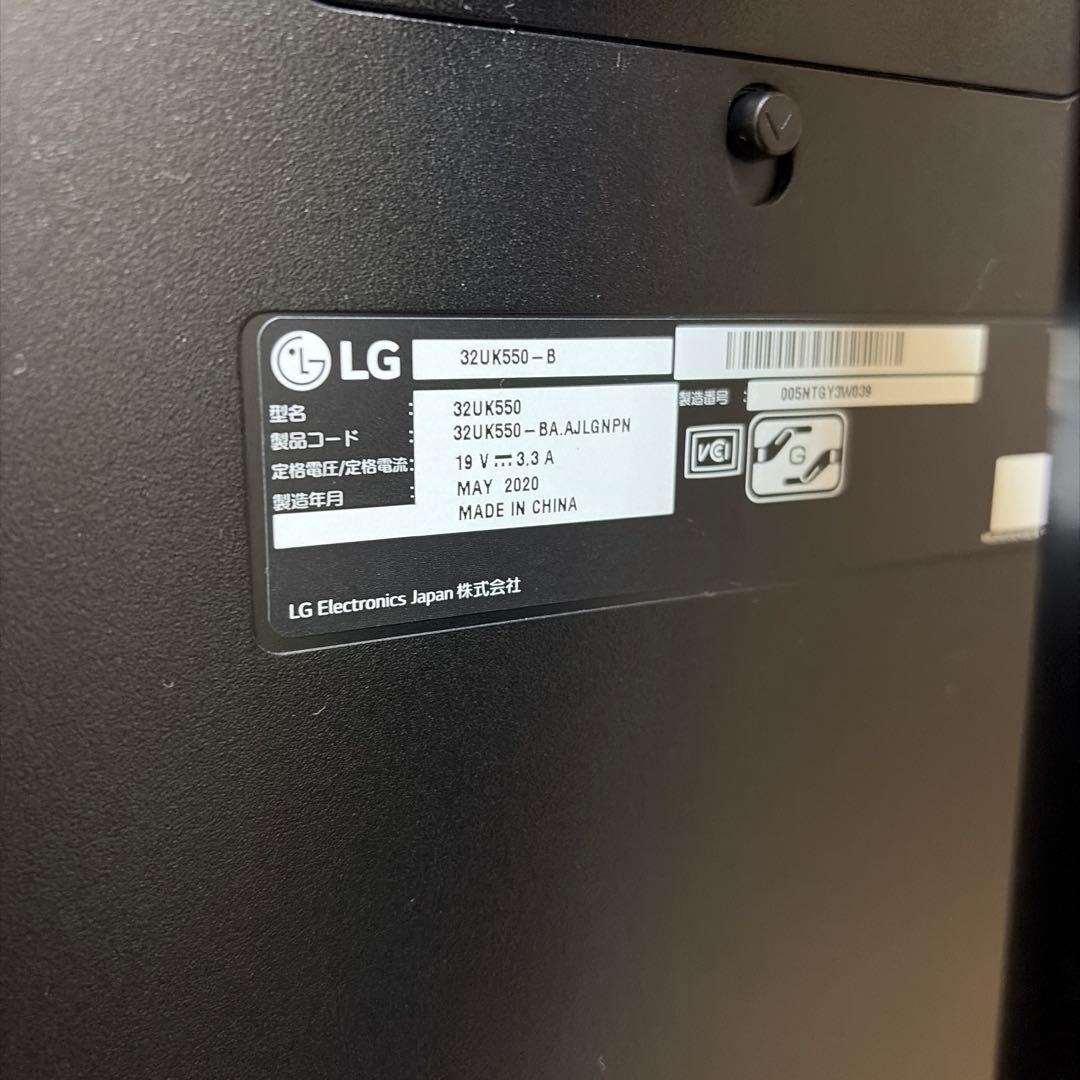 LG 32UK550-B
型名 : 32UK550
製品コード : 32UK550-BA.AJLGNPN
定格電圧/定格電流: 19 V ⎓ 3.3 A
製造年月 : MAY 2020
MADE IN CHINA
製造番号 : 005NTGY3W039
VCCI
G
LG Electronics Japan 株式会社